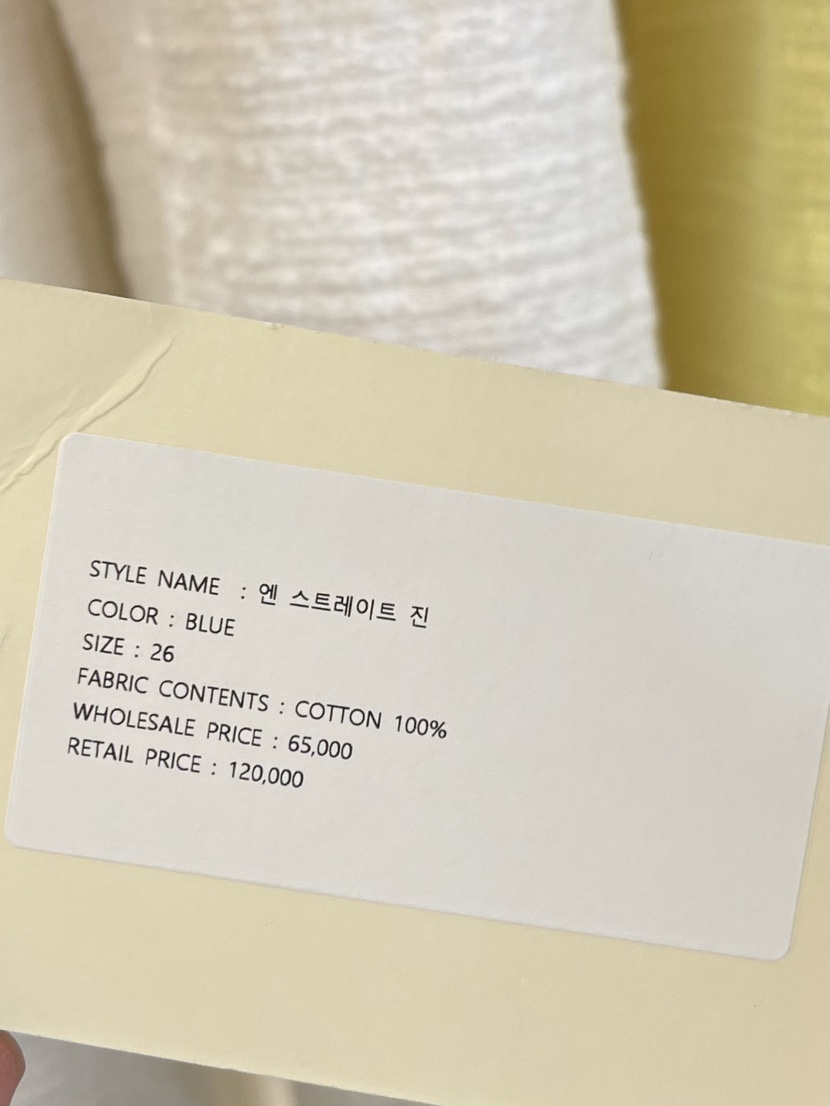 STYLE NAME : 엔 스트레이트 진
COLOR : BLUE
SIZE : 26
FABRIC CONTENTS : COTTON 100%
WHOLESALE PRICE : 65,000
RETAIL PRICE : 120,000